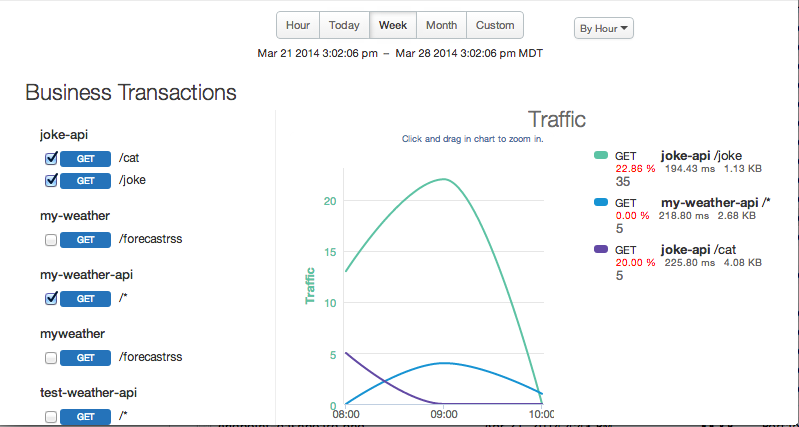 Hour Today Week Month Custom By Hour
Mar 21 2014 3:02:06 pm – Mar 28 2014 3:02:06 pm MDT
Business Transactions
joke-api
GET /cat
GET /joke
my-weather
GET /forecastrss
my-weather-api
GET /*
myweather
GET /forecastrss
test-weather-api
GET /*
Traffic
Click and drag in chart to zoom in.
Traffic
20
15
10
5
0
08:00 09:00 10:00
GET joke-api /joke
22.86 % 194.43 ms 1.13 KB
35
GET my-weather-api /*
0.00 % 218.80 ms 2.68 KB
5
GET joke-api /cat
20.00 % 225.80 ms 4.08 KB
5